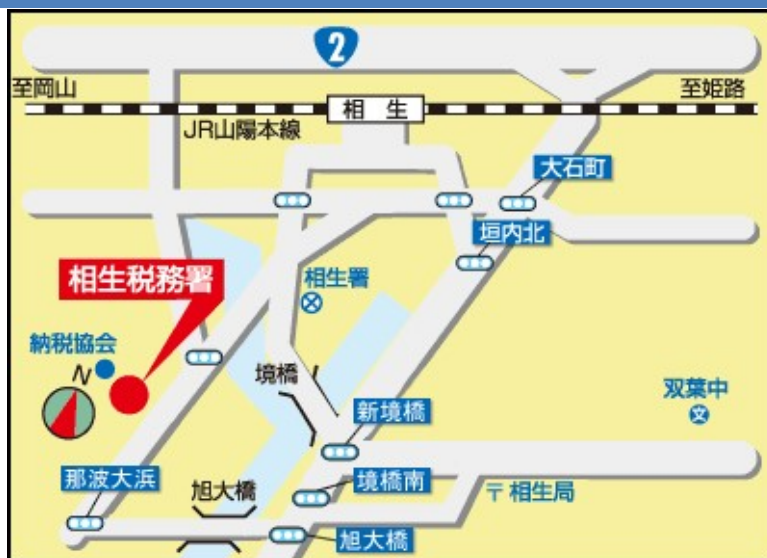 2
至岡山
至姫路
相 生
JR山陽本線
大石町
垣内北
相生税務署
相生署
納税協会
N
境橋
双葉中
文
新境橋
那波大浜
旭大橋
境橋南
〒相生局
旭大橋